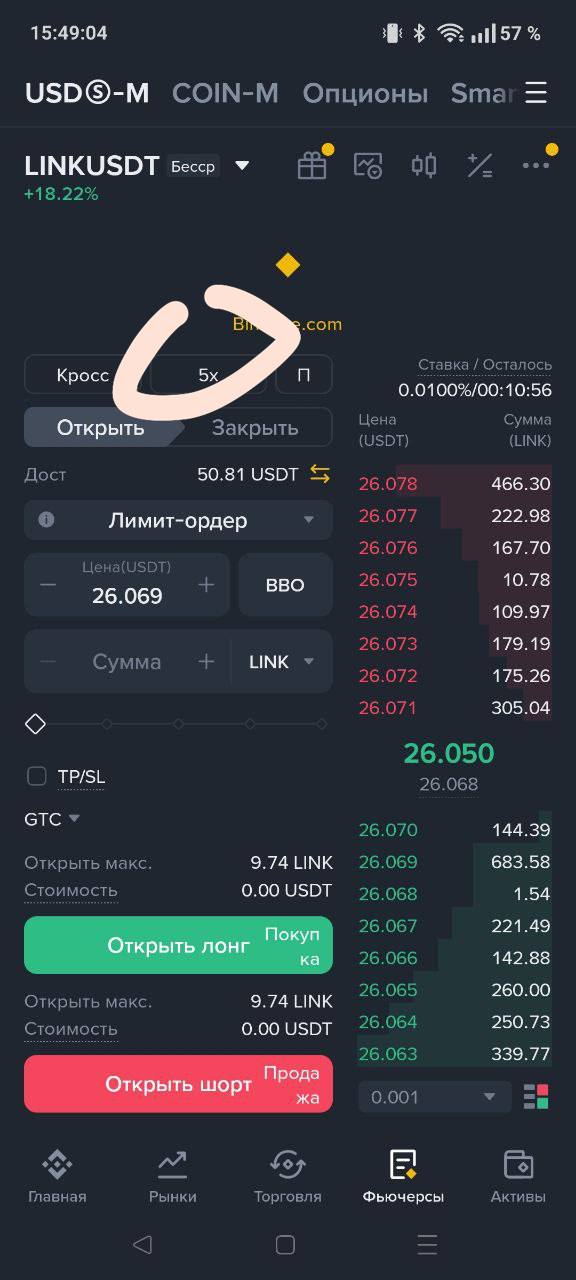 15:49:04 57 %
USDⓈ-M COIN-M Опционы Smar
LINKUSDT Бесср
+18.22%
Кросс 5x П
Ставка / Осталось
0.0100%/00:10:56
Открыть Закрыть
Цена Сумма
(USDT) (LINK)
Дост 50.81 USDT
Лимит-ордер
Цена(USDT)
26.069
BBO
Сумма LINK
TP/SL
GTC
Открыть макс. 9.74 LINK
Стоимость 0.00 USDT
Открыть лонг Покуп
ка
Открыть макс. 9.74 LINK
Стоимость 0.00 USDT
Открыть шорт Прода
жа
26.078 466.30
26.077 222.98
26.076 167.70
26.075 10.78
26.074 109.97
26.073 179.19
26.072 175.26
26.071 305.04
26.050
26.068
26.070 144.39
26.069 683.58
26.068 1.54
26.067 221.49
26.066 142.88
26.065 260.00
26.064 250.73
26.063 339.77
0.001
Главная Рынки Торговля Фьючерсы Активы